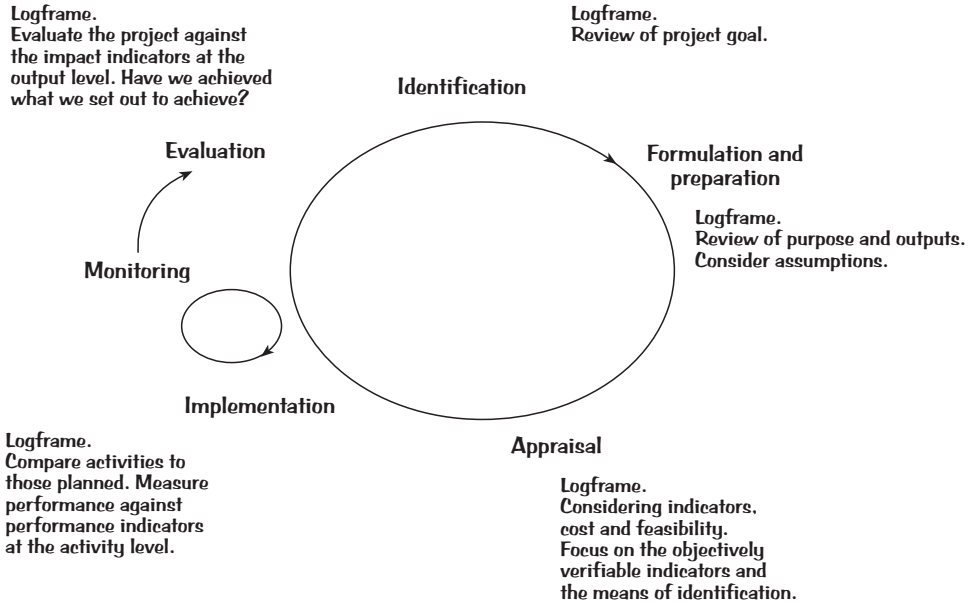 Logframe.
Evaluate the project against
the impact indicators at the
output level. Have we achieved
what we set out to achieve?
Logframe.
Review of project goal.
Identification
Evaluation
Formulation and
preparation
Logframe.
Review of purpose and outputs.
Consider assumptions.
Monitoring
Implementation
Logframe.
Compare activities to
those planned. Measure
performance against
performance indicators
at the activity level.
Appraisal
Logframe.
Considering indicators,
cost and feasibility.
Focus on the objectively
verifiable indicators and
the means of identification.